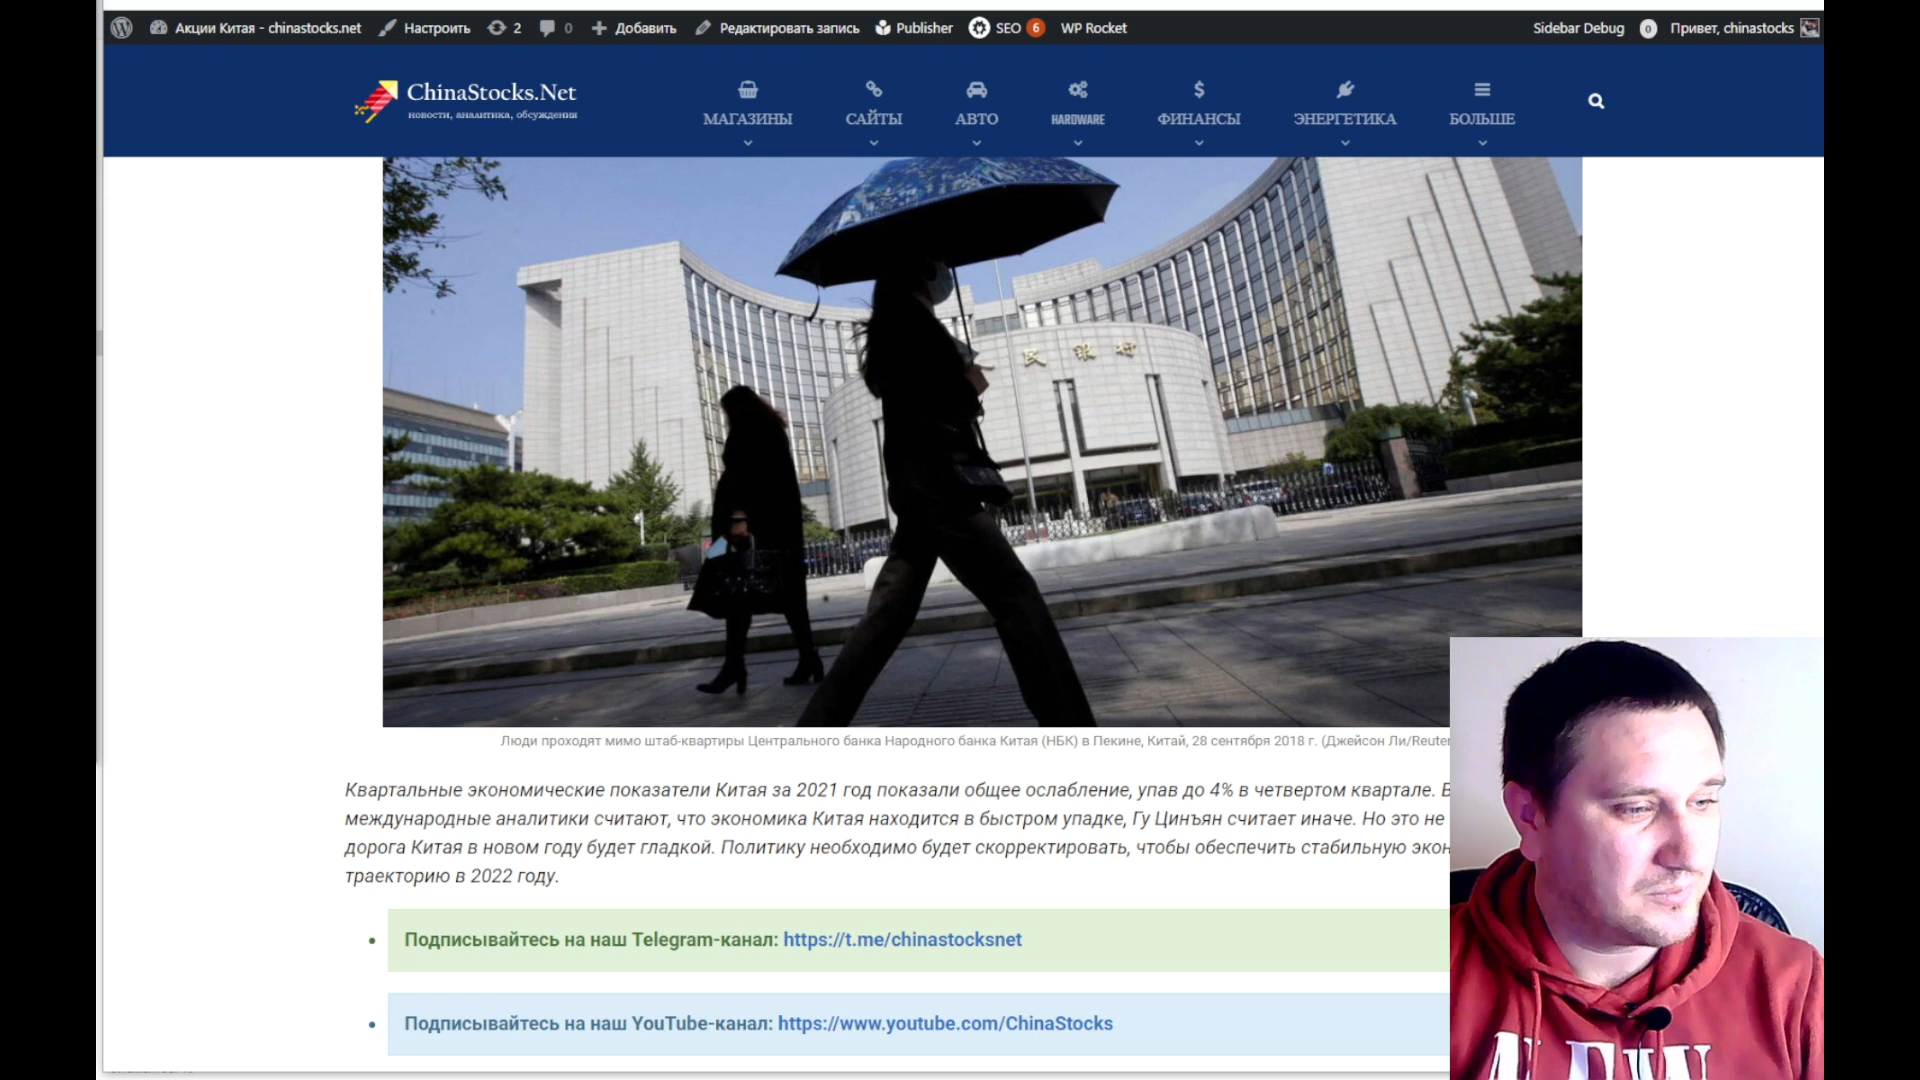 Акции Китая - chinastocks.net Настроить 2 0 Добавить Редактировать запись Publisher SEO 6 WP Rocket Sidebar Debug 0 Привет, chinastocks
ChinaStocks.Net
новости, аналитика, обсуждения
МАГАЗИНЫ САЙТЫ АВТО HARDWARE ФИНАНСЫ ЭНЕРГЕТИКА БОЛЬШЕ
民银行
Люди проходят мимо штаб-квартиры Центрального банка Народного банка Китая (НБК) в Пекине, Китай, 28 сентября 2018 г. (Джейсон Ли/Reuter
Квартальные экономические показатели Китая за 2021 год показали общее ослабление, упав до 4% в четвертом квартале. В
международные аналитики считают, что экономика Китая находится в быстром упадке, Гу Цинъян считает иначе. Но это не
дорога Китая в новом году будет гладкой. Политику необходимо будет скорректировать, чтобы обеспечить стабильную экон
траекторию в 2022 году.
Подписывайтесь на наш Telegram-канал: https://t.me/chinastocksnet
Подписывайтесь на наш YouTube-канал: https://www.youtube.com/ChinaStocks